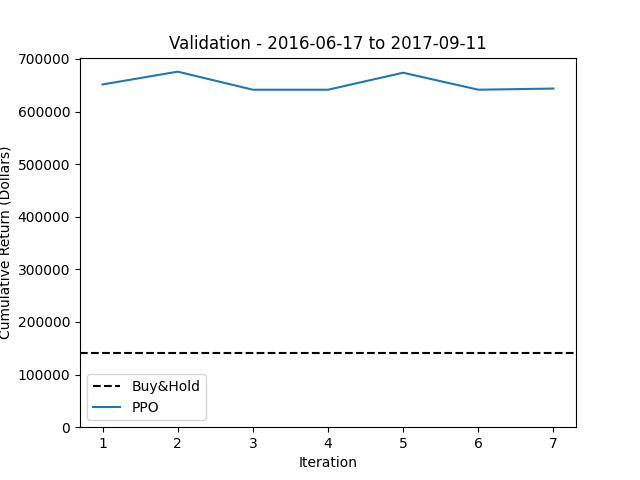 Validation - 2016-06-17 to 2017-09-11
Cumulative Return (Dollars)
700000
600000
500000
400000
300000
200000
100000
0
Buy&Hold
PPO
1 2 3 4 5 6 7
Iteration